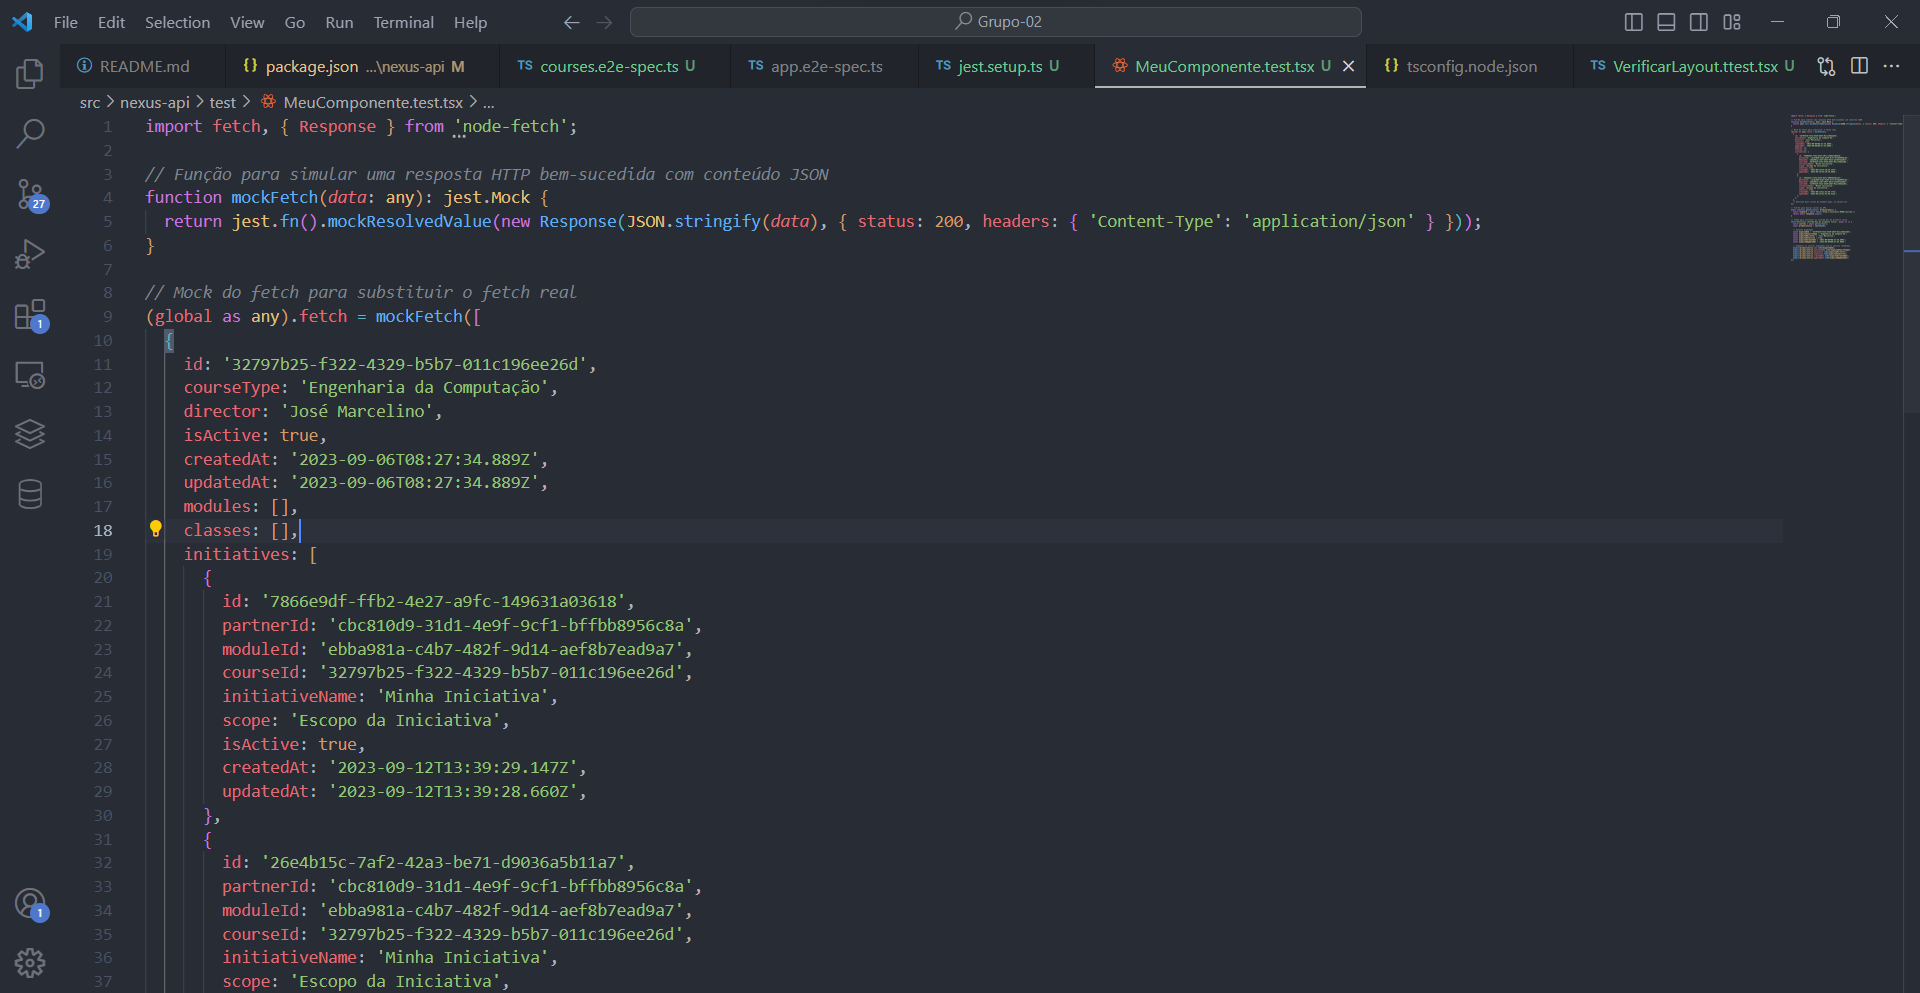 File Edit Selection View Go Run Terminal Help
Grupo-02
README.md
package.json ...\nexus-api M
TS courses.e2e-spec.ts U
TS app.e2e-spec.ts
TS jest.setup.ts U
MeuComponente.test.tsx U
{} tsconfig.node.json
TS VerificarLayout.ttest.tsx U
src > nexus-api > test > MeuComponente.test.tsx > ...
1 import fetch, { Response } from 'node-fetch';
2
3 // Função para simular uma resposta HTTP bem-sucedida com conteúdo JSON
4 function mockFetch(data: any): jest.Mock {
5 return jest.fn().mockResolvedValue(new Response(JSON.stringify(data), { status: 200, headers: { 'Content-Type': 'application/json' } }));
6 }
7
8 // Mock do fetch para substituir o fetch real
9 (global as any).fetch = mockFetch([
10 {
11 id: '32797b25-f322-4329-b5b7-011c196ee26d',
12 courseType: 'Engenharia da Computação',
13 director: 'José Marcelino',
14 isActive: true,
15 createdAt: '2023-09-06T08:27:34.889Z',
16 updatedAt: '2023-09-06T08:27:34.889Z',
17 modules: [],
18 classes: [],
19 initiatives: [
20 {
21 id: '7866e9df-ffb2-4e27-a9fc-149631a03618',
22 partnerId: 'cbc810d9-31d1-4e9f-9cf1-bffbb8956c8a',
23 moduleId: 'ebba981a-c4b7-482f-9d14-aef8b7ead9a7',
24 courseId: '32797b25-f322-4329-b5b7-011c196ee26d',
25 initiativeName: 'Minha Iniciativa',
26 scope: 'Escopo da Iniciativa',
27 isActive: true,
28 createdAt: '2023-09-12T13:39:29.147Z',
29 updatedAt: '2023-09-12T13:39:28.660Z',
30 },
31 {
32 id: '26e4b15c-7af2-42a3-be71-d9036a5b11a7',
33 partnerId: 'cbc810d9-31d1-4e9f-9cf1-bffbb8956c8a',
34 moduleId: 'ebba981a-c4b7-482f-9d14-aef8b7ead9a7',
35 courseId: '32797b25-f322-4329-b5b7-011c196ee26d',
36 initiativeName: 'Minha Iniciativa',
37 scope: 'Escopo da Iniciativa',
27
1
1